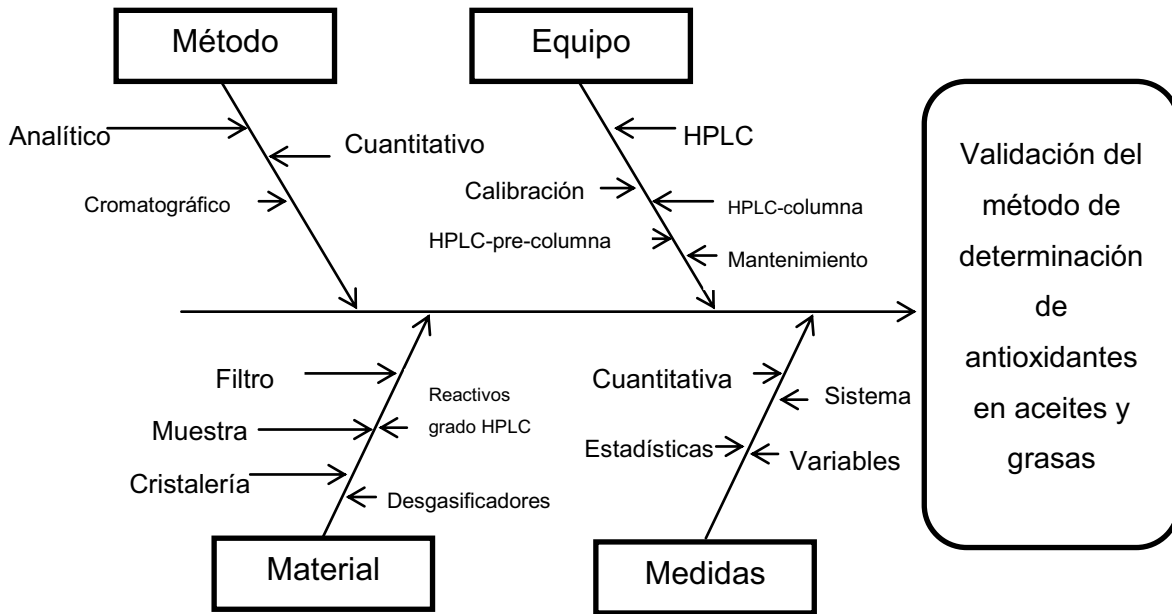 Método
Equipo
Analítico
Cuantitativo
Cromatográfico
HPLC
Calibración
HPLC-columna
HPLC-pre-columna
Mantenimiento
Validación del
método de
determinación
de
antioxidantes
en aceites y
grasas
Filtro
Reactivos
grado HPLC
Muestra
Cristalería
Desgasificadores
Cuantitativa
Sistema
Estadísticas
Variables
Material
Medidas